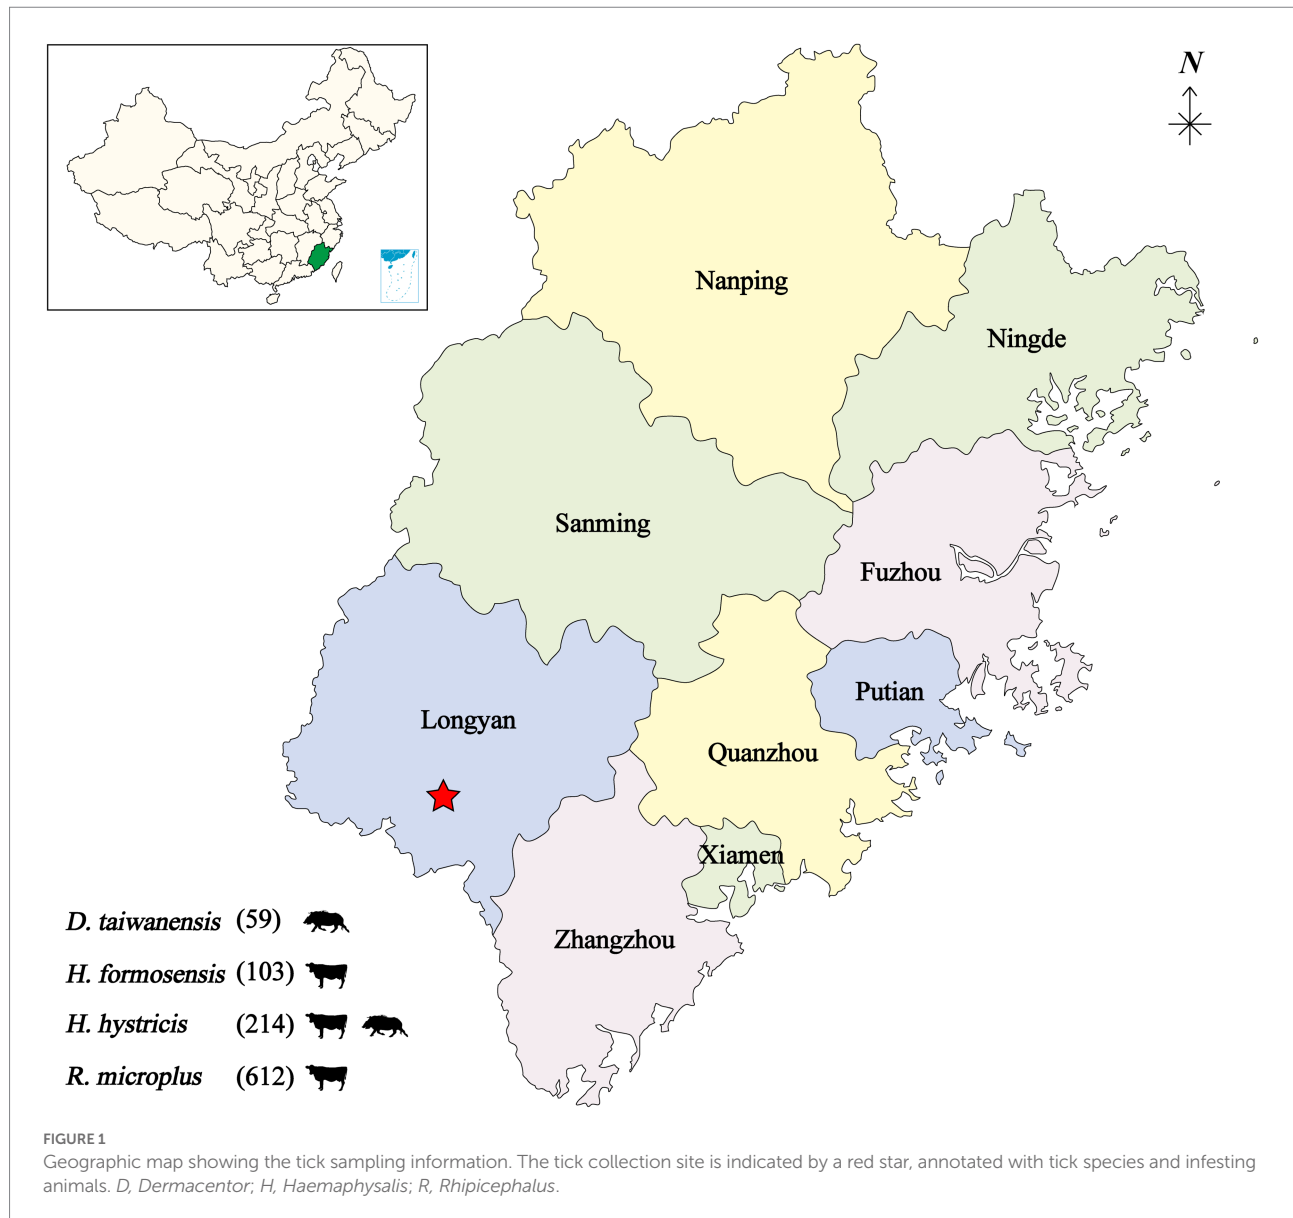 N
Nanping
Ningde
Sanming
Fuzhou
Putian
Longyan
Quanzhou
Xiamen
Zhangzhou
D. taiwanensis (59)
H. formosensis (103)
H. hystricis (214)
R. microplus (612)
FIGURE 1
Geographic map showing the tick sampling information. The tick collection site is indicated by a red star, annotated with tick species and infesting
animals. D, Dermacentor; H, Haemaphysalis; R, Rhipicephalus.